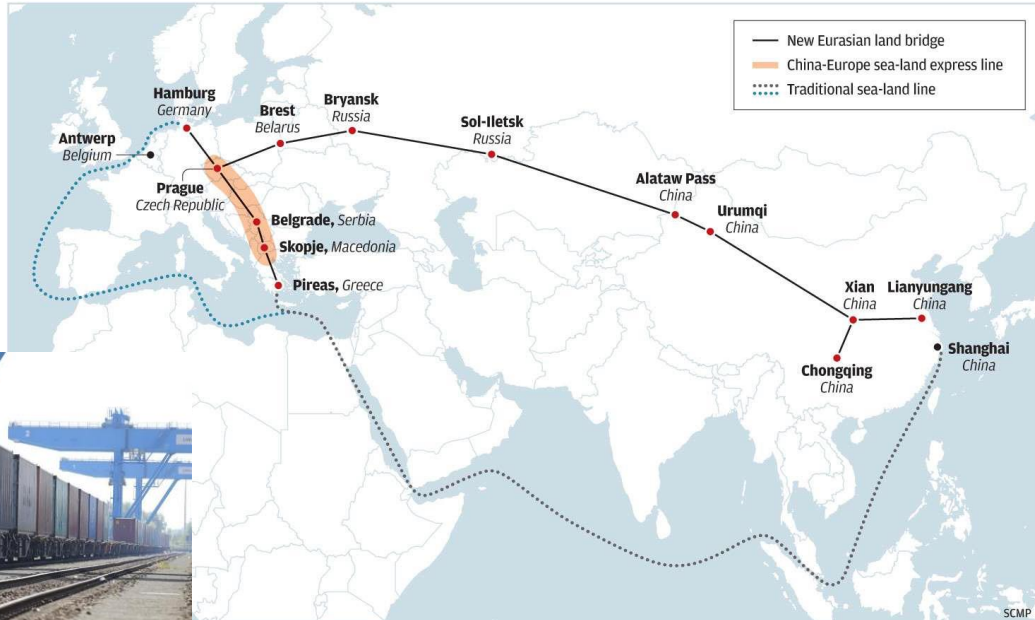 New Eurasian land bridge
China-Europe sea-land express line
Traditional sea-land line
Hamburg
Germany
Antwerp
Belgium
Brest
Belarus
Bryansk
Russia
Sol-Iletsk
Russia
Prague
Czech Republic
Belgrade, Serbia
Skopje, Macedonia
Pireas, Greece
Alataw Pass
China
Urumqi
China
Xian
China
Lianyungang
China
Shanghai
China
Chongqing
China
SCMP